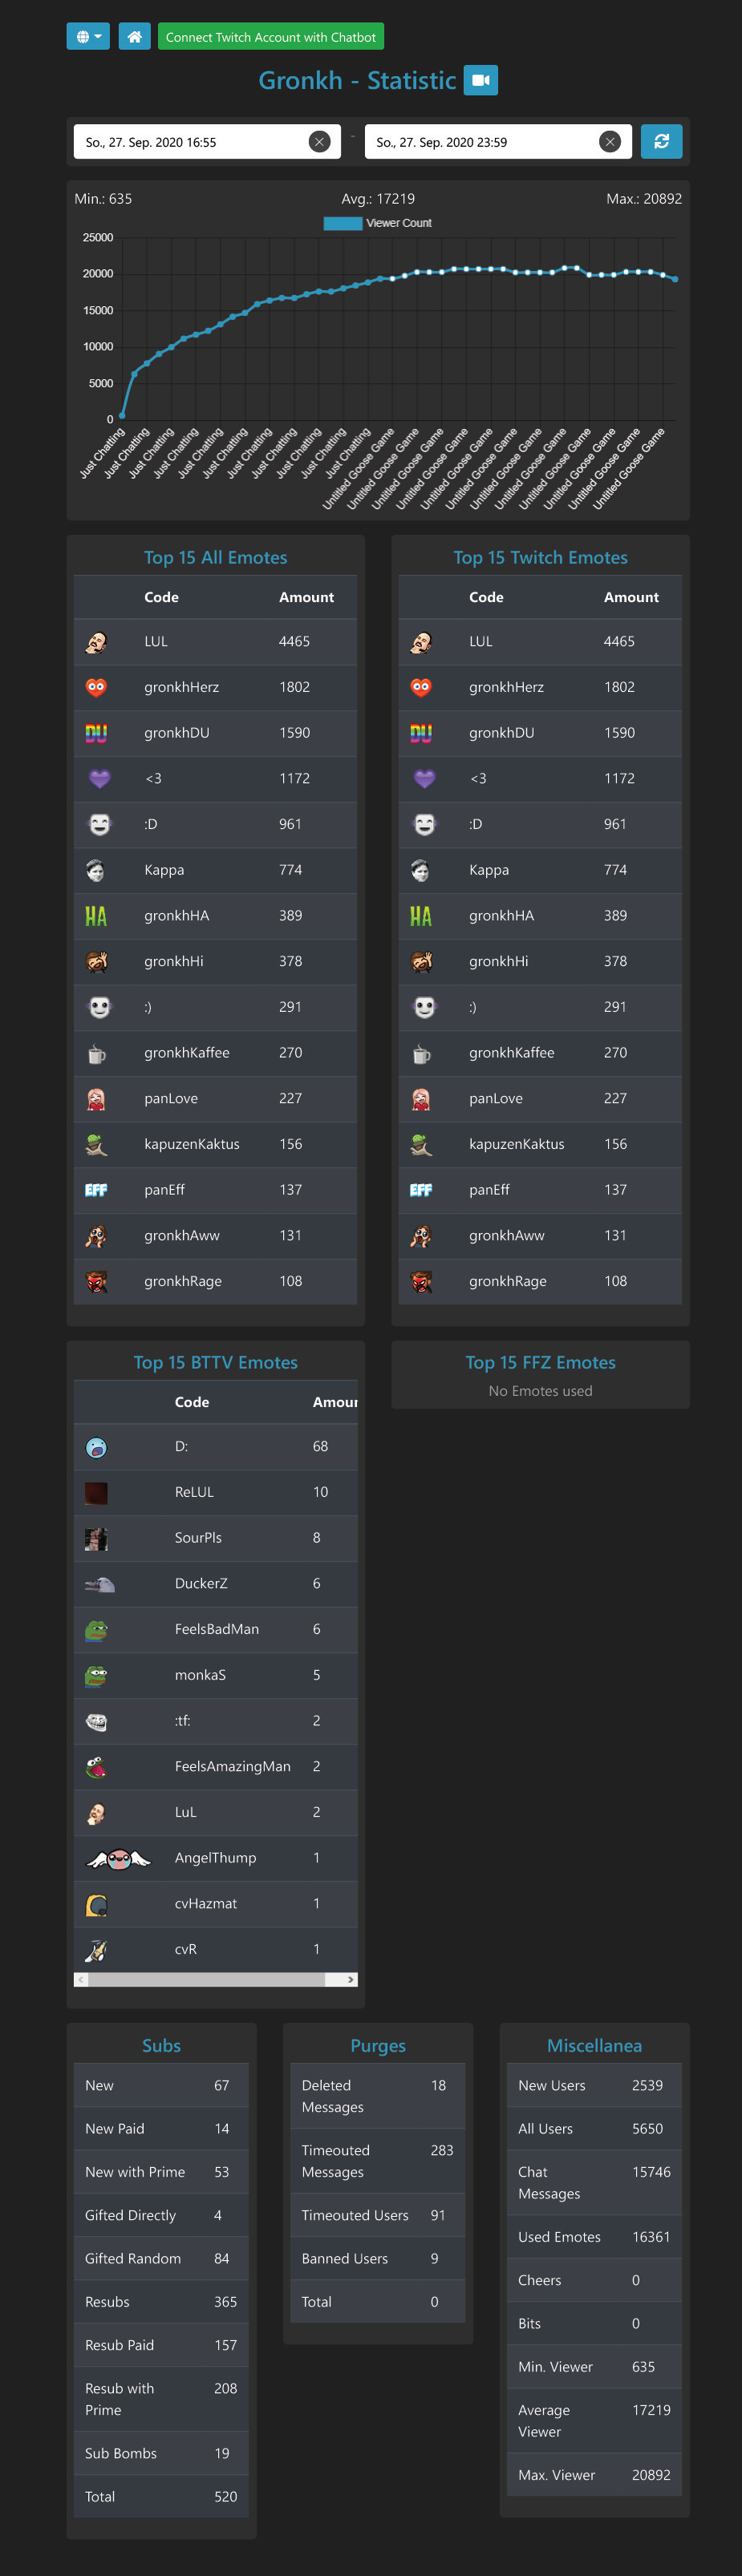 Connect Twitch Account with Chatbot
Gronkh - Statistic
So., 27. Sep. 2020 16:55 - So., 27. Sep. 2020 23:59
Min.: 635 Avg.: 17219 Max.: 20892
Viewer Count
25000
20000
15000
10000
5000
0
Just Chatting
Just Chatting
Just Chatting
Just Chatting
Just Chatting
Just Chatting
Just Chatting
Just Chatting
Just Chatting
Just Chatting
Just Chatting
Untitled Goose Game
Untitled Goose Game
Untitled Goose Game
Untitled Goose Game
Untitled Goose Game
Untitled Goose Game
Untitled Goose Game
Untitled Goose Game
Untitled Goose Game
Untitled Goose Game
Untitled Goose Game
Untitled Goose Game
Top 15 All Emotes
Code Amount
LUL 4465
gronkhHerz 1802
DU gronkhDU 1590
<3 1172
:D 961
Kappa 774
HA gronkhHA 389
gronkhHi 378
:) 291
gronkhKaffee 270
panLove 227
kapuzenKaktus 156
EFF panEff 137
gronkhAww 131
gronkhRage 108
Top 15 Twitch Emotes
Code Amount
LUL 4465
gronkhHerz 1802
DU gronkhDU 1590
<3 1172
:D 961
Kappa 774
HA gronkhHA 389
gronkhHi 378
:) 291
gronkhKaffee 270
panLove 227
kapuzenKaktus 156
EFF panEff 137
gronkhAww 131
gronkhRage 108
Top 15 BTTV Emotes
Code Amour
D: 68
ReLUL 10
SourPls 8
DuckerZ 6
FeelsBadMan 6
monkaS 5
:tf: 2
FeelsAmazingMan 2
LuL 2
AngelThump 1
cvHazmat 1
cvR 1
Top 15 FFZ Emotes
No Emotes used
Subs
New 67
New Paid 14
New with Prime 53
Gifted Directly 4
Gifted Random 84
Resubs 365
Resub Paid 157
Resub with 208
Prime
Sub Bombs 19
Total 520
Purges
Deleted 18
Messages
Timeouted 283
Messages
Timeouted Users 91
Banned Users 9
Total 0
Miscellanea
New Users 2539
All Users 5650
Chat 15746
Messages
Used Emotes 16361
Cheers 0
Bits 0
Min. Viewer 635
Average 17219
Viewer
Max. Viewer 20892